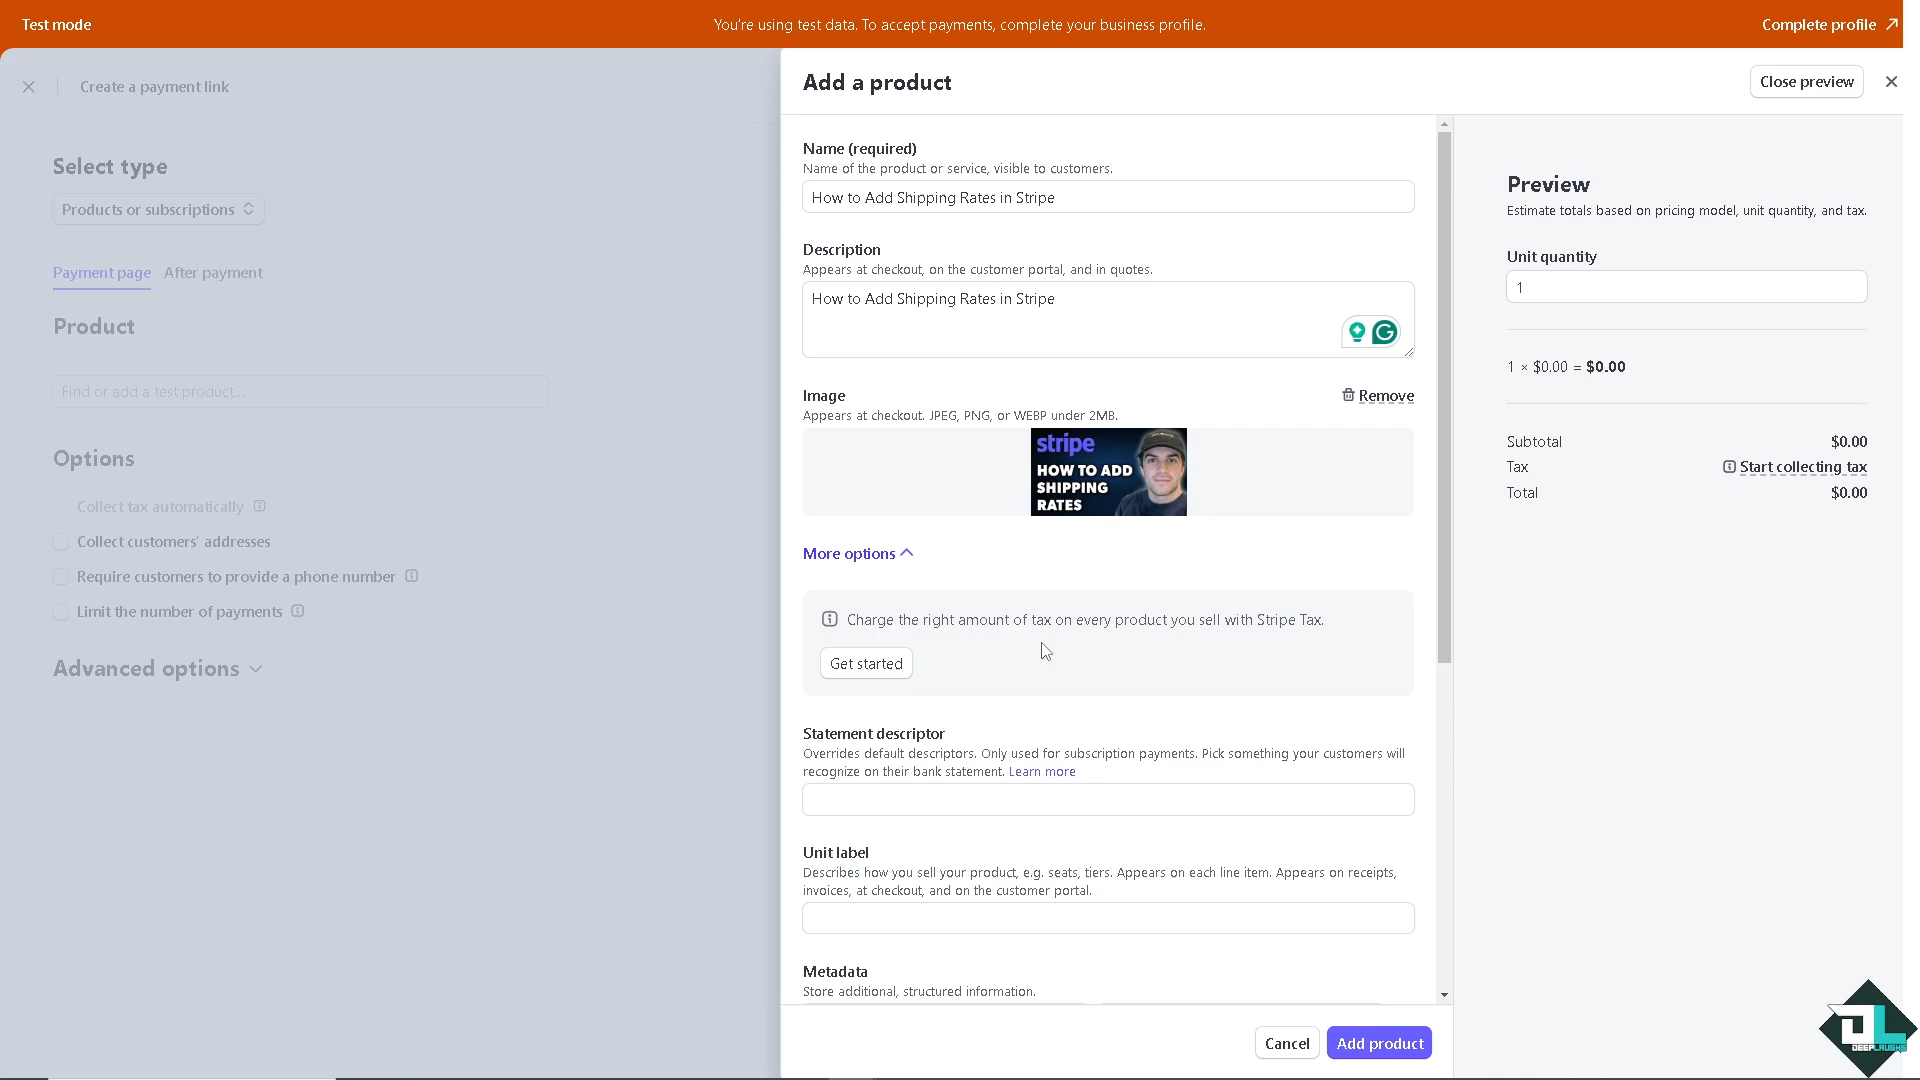 Test mode
You're using test data. To accept payments, complete your business profile.
Complete profile
Create a payment link
Select type
Products or subscriptions
Payment page
After payment
Product
Find or add a test product...
Options
Collect tax automatically
Collect customers' addresses
Require customers to provide a phone number
Limit the number of payments
Advanced options
Add a product
Close preview
Name (required)
Name of the product or service, visible to customers.
How to Add Shipping Rates in Stripe
Description
Appears at checkout, on the customer portal, and in quotes.
How to Add Shipping Rates in Stripe
Image
Remove
Appears at checkout. JPEG, PNG, or WEBP under 2MB.
stripe
HOW TO ADD
SHIPPING
RATES
More options
Charge the right amount of tax on every product you sell with Stripe Tax.
Get started
Statement descriptor
Overrides default descriptors. Only used for subscription payments. Pick something your customers will
recognize on their bank statement. Learn more
Unit label
Describes how you sell your product, e.g. seats, tiers. Appears on each line item. Appears on receipts,
invoices, at checkout, and on the customer portal.
Metadata
Store additional, structured information.
Cancel
Add product
Preview
Estimate totals based on pricing model, unit quantity, and tax.
Unit quantity
1
1 × $0.00 = $0.00
Subtotal
$0.00
Tax
Start collecting tax
Total
$0.00
DEEPLAUGHS